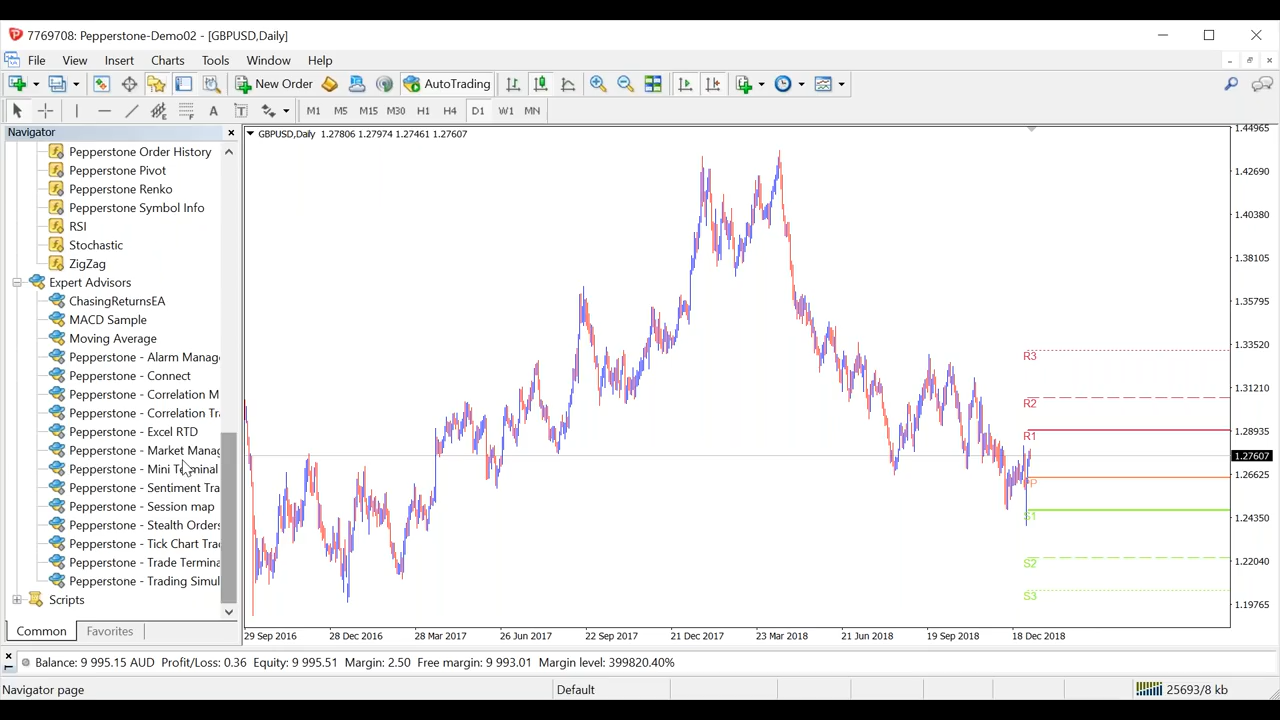 7769708: Pepperstone-Demo02 - [GBPUSD,Daily]
File View Insert Charts Tools Window Help
New Order AutoTrading
A T M1 M5 M15 M30 H1 H4 D1 W1 MN
Navigator
Pepperstone Order History
Pepperstone Pivot
Pepperstone Renko
Pepperstone Symbol Info
RSI
Stochastic
ZigZag
Expert Advisors
ChasingReturnsEA
MACD Sample
Moving Average
Pepperstone - Alarm Manage
Pepperstone - Connect
Pepperstone - Correlation M
Pepperstone - Correlation Tra
Pepperstone - Excel RTD
Pepperstone - Market Manag
Pepperstone - Mini Terminal
Pepperstone - Sentiment Tra
Pepperstone - Session map
Pepperstone - Stealth Orders
Pepperstone - Tick Chart Trac
Pepperstone - Trade Termina
Pepperstone - Trading Simul
Scripts
Common Favorites
GBPUSD,Daily 1.27806 1.27974 1.27461 1.27607
R3
R2
R1
PP
S1
S2
S3
1.44965
1.42690
1.40380
1.38105
1.35795
1.33520
1.31210
1.28935
1.27607
1.26625
1.24350
1.22040
1.19765
29 Sep 2016 28 Dec 2016 28 Mar 2017 26 Jun 2017 22 Sep 2017 21 Dec 2017 23 Mar 2018 21 Jun 2018 19 Sep 2018 18 Dec 2018
Balance: 9 995.15 AUD Profit/Loss: 0.36 Equity: 9 995.51 Margin: 2.50 Free margin: 9 993.01 Margin level: 399820.40%
Navigator page Default 25693/8 kb